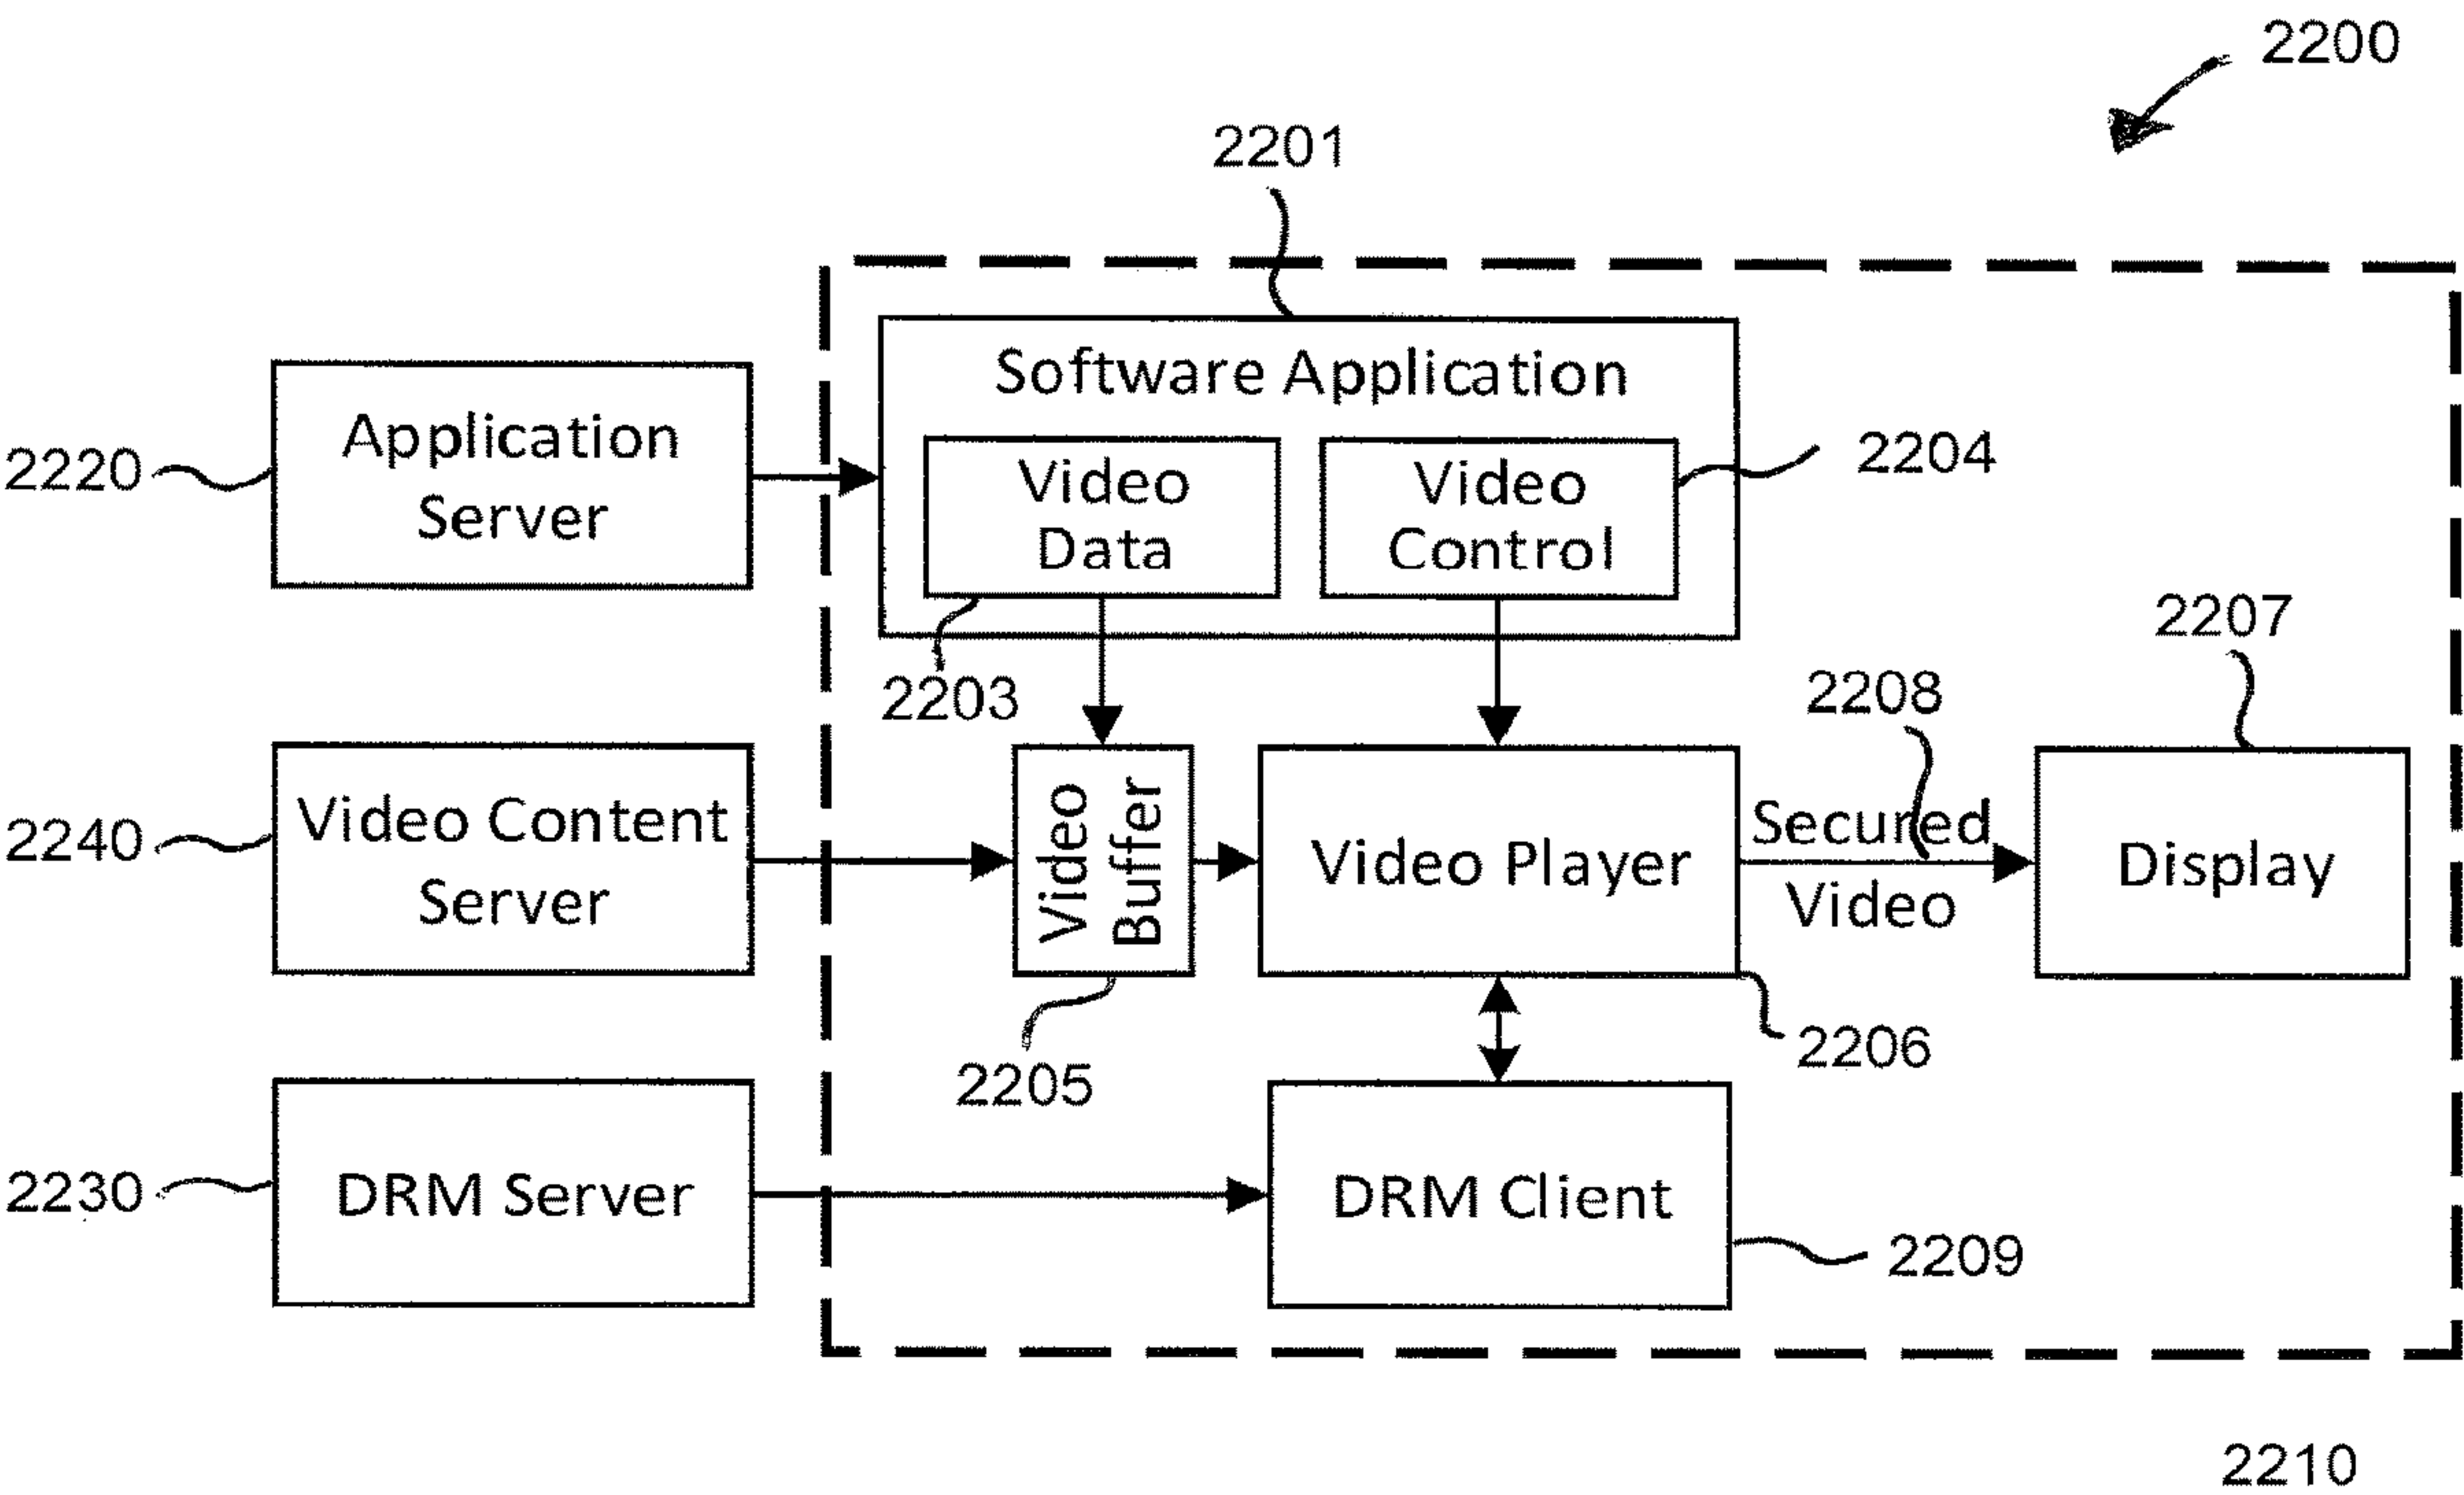 2200
2201
Software Application
Application
Server
2220
Video
Data
Video
Control
2204
2203
2207
2208
Video Content
Server
2240
Video
Buffer
Video Player
Secured
Video
Display
2205
2206
DRM Server
2230
DRM Client
2209
2210